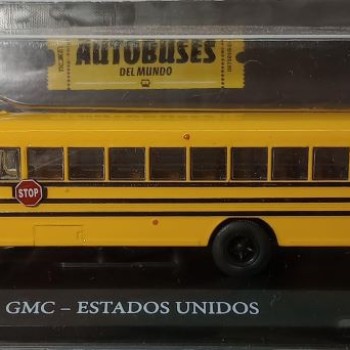 AUTOBUSES
DEL MUNDO
STOP
GMC – ESTADOS UNIDOS